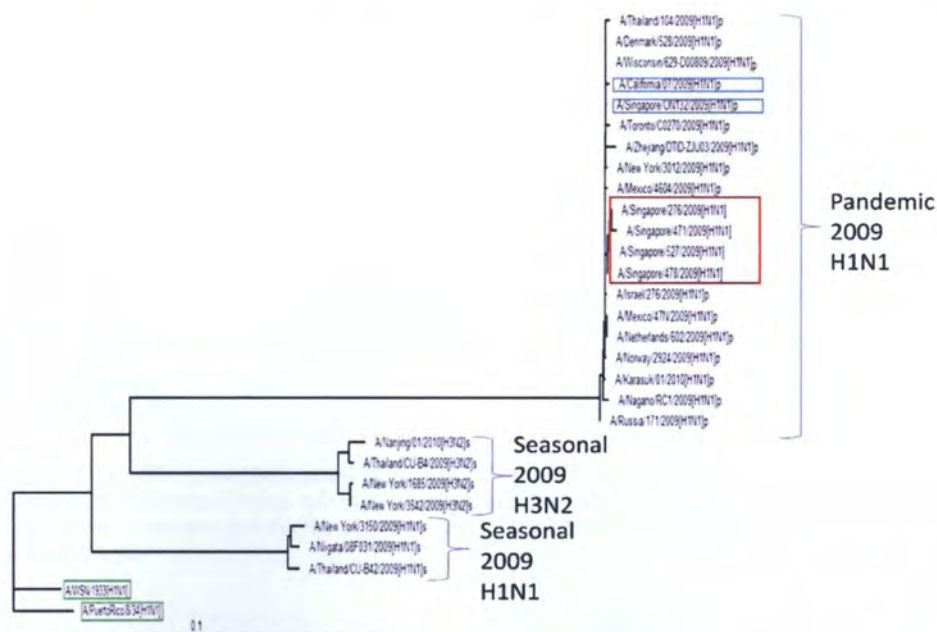 A/Thailand/104/2009[H1N1]p
A/Denmark/528/2009[H1N1]p
A/Wisconsin/629-D00809/2009[H1N1]p
A/California/07/2009[H1N1]p
A/Singapore/ON132/2009[H1N1]p
A/Toronto/C0270/2009[H1N1]p
A/Zhejiang/DTID-ZJU03/2009[H1N1]p
A/New York/3012/2009[H1N1]p
A/Mexico/4604/2009[H1N1]p
A/Singapore/276/2009[H1N1]
A/Singapore/471/2009[H1N1]
A/Singapore/527/2009[H1N1]
A/Singapore/478/2009[H1N1]
A/Israel/276/2009[H1N1]p
A/Mexico/47N/2009[H1N1]p
A/Netherlands/602/2009[H1N1]p
A/Norway/2924/2009[H1N1]p
A/Karasuk/01/2010[H1N1]p
A/Nagano/RC1/2009[H1N1]p
A/Russia/171/2009[H1N1]p
Pandemic
2009
H1N1
A/Nanjing/01/2010[H3N2]s
A/Thailand/CU-B4/2009[H3N2]s
A/New York/1685/2009[H3N2]s
A/New York/3542/2009[H3N2]s
Seasonal
2009
H3N2
A/New York/3150/2009[H1N1]s
A/Niigata/08F031/2009[H1N1]s
A/Thailand/CU-B42/2009[H1N1]s
Seasonal
2009
H1N1
A/WSN/1933[H1N1]
A/PuertoRico/8/34[H1N1]
0.1